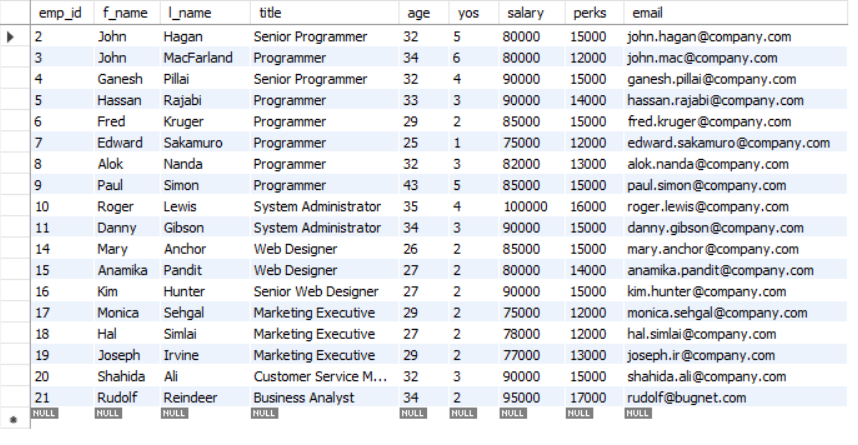 emp_id f_name l_name title age yos salary perks email
2 John Hagan Senior Programmer 32 5 80000 15000 john.hagan@company.com
3 John MacFarland Programmer 34 6 80000 12000 john.mac@company.com
4 Ganesh Pillai Senior Programmer 32 4 90000 15000 ganesh.pillai@company.com
5 Hassan Rajabi Programmer 33 3 90000 14000 hassan.rajabi@company.com
6 Fred Kruger Programmer 29 2 85000 15000 fred.kruger@company.com
7 Edward Sakamuro Programmer 25 1 75000 12000 edward.sakamuro@company.com
8 Alok Nanda Programmer 32 3 82000 13000 alok.nanda@company.com
9 Paul Simon Programmer 43 5 85000 15000 paul.simon@company.com
10 Roger Lewis System Administrator 35 4 100000 16000 roger.lewis@company.com
11 Danny Gibson System Administrator 34 3 90000 15000 danny.gibson@company.com
14 Mary Anchor Web Designer 26 2 85000 15000 mary.anchor@company.com
15 Anamika Pandit Web Designer 27 2 80000 14000 anamika.pandit@company.com
16 Kim Hunter Senior Web Designer 27 2 90000 15000 kim.hunter@company.com
17 Monica Sehgal Marketing Executive 29 2 75000 12000 monica.sehgal@company.com
18 Hal Simlai Marketing Executive 27 2 78000 12000 hal.simlai@company.com
19 Joseph Irvine Marketing Executive 29 2 77000 13000 joseph.ir@company.com
20 Shahida Ali Customer Service M... 32 3 90000 15000 shahida.ali@company.com
21 Rudolf Reindeer Business Analyst 34 2 95000 17000 rudolf@bugnet.com
NULL NULL NULL NULL NULL NULL NULL NULL NULL